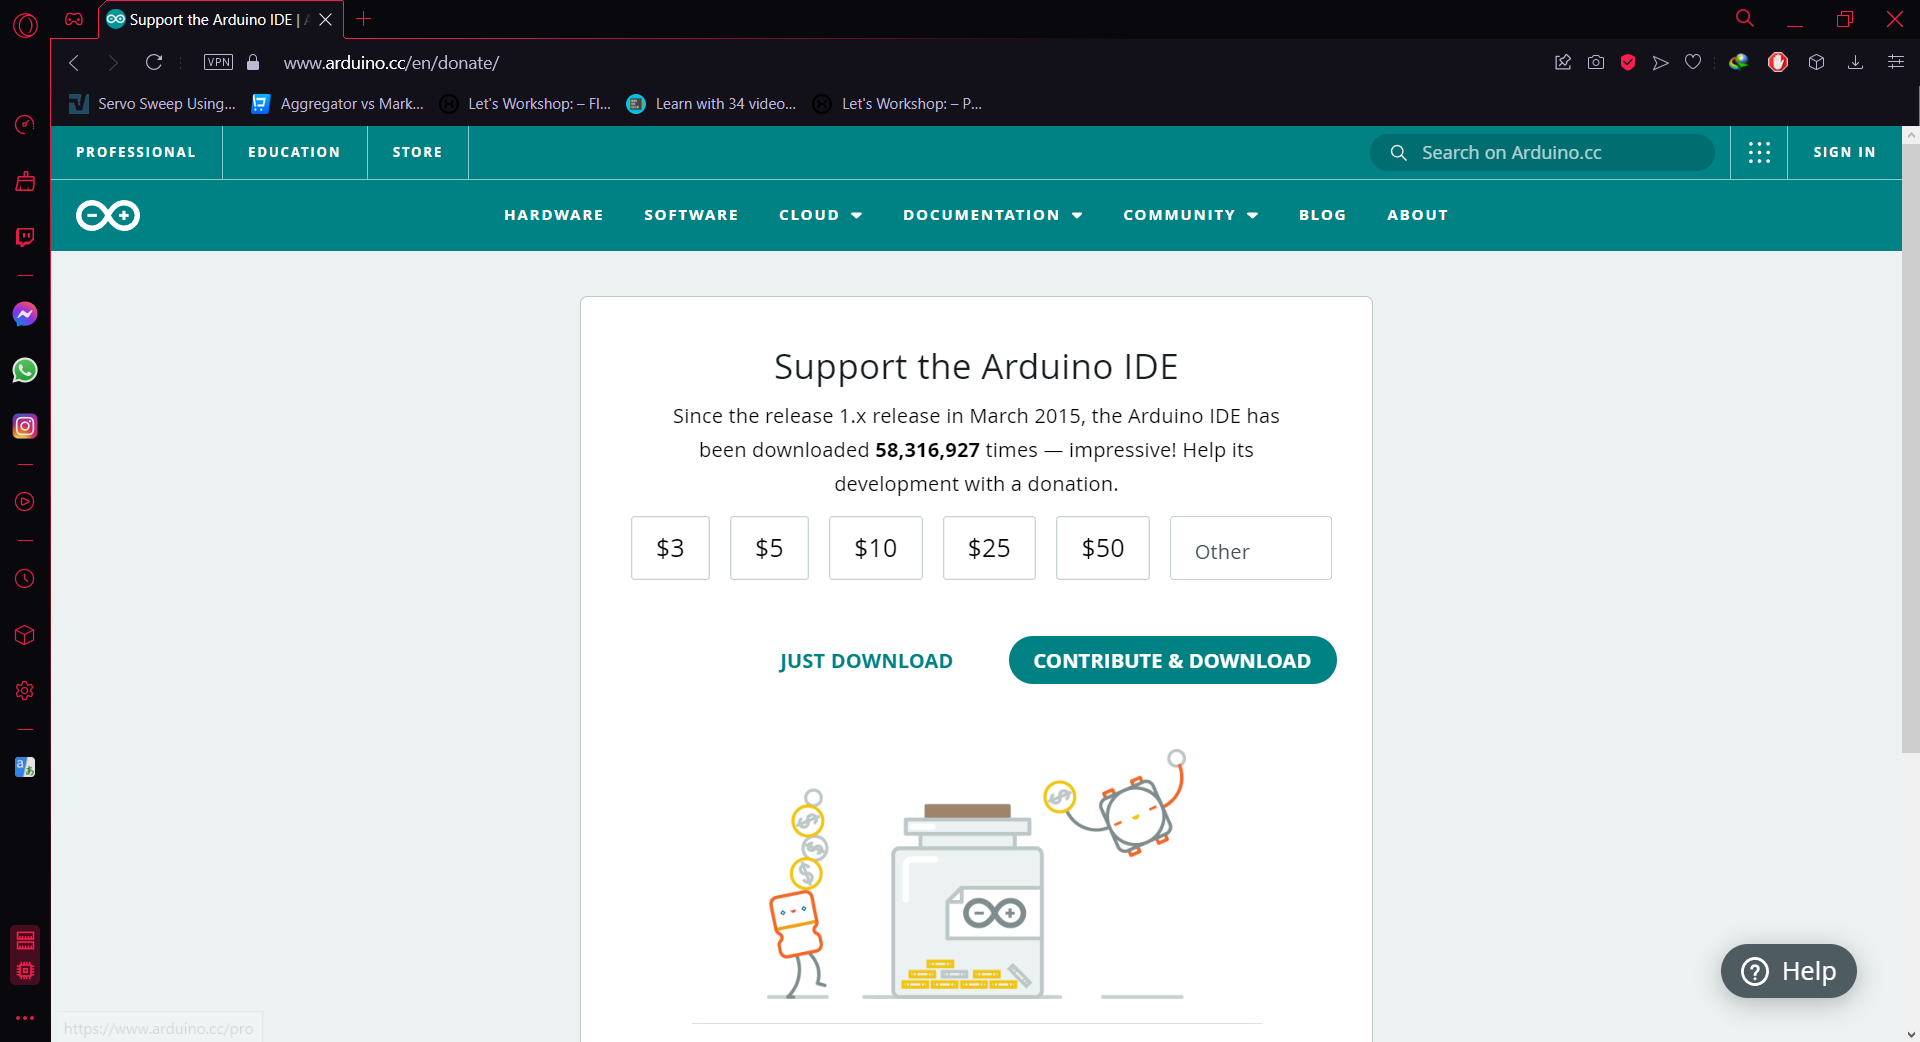 Support the Arduino IDE |
VPN
www.arduino.cc/en/donate/
Servo Sweep Using...
Aggregator vs Mark...
Let's Workshop: – Fl...
Learn with 34 video...
Let's Workshop: – P...
PROFESSIONAL
EDUCATION
STORE
Search on Arduino.cc
SIGN IN
HARDWARE
SOFTWARE
CLOUD
DOCUMENTATION
COMMUNITY
BLOG
ABOUT
Support the Arduino IDE
Since the release 1.x release in March 2015, the Arduino IDE has
been downloaded 58,316,927 times — impressive! Help its
development with a donation.
$3
$5
$10
$25
$50
Other
JUST DOWNLOAD
CONTRIBUTE & DOWNLOAD
Help
https://www.arduino.cc/pro